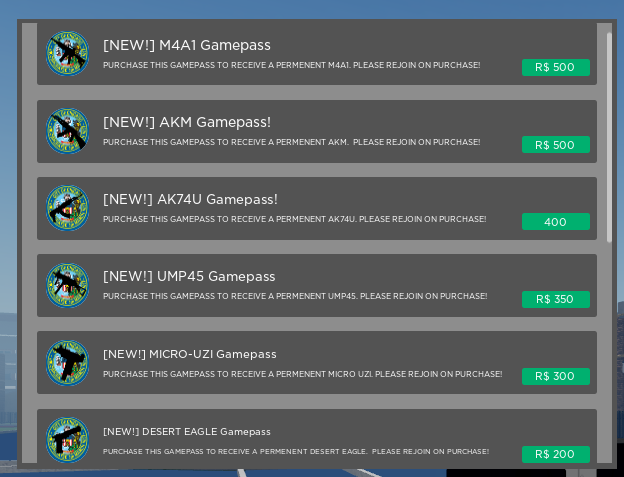 [NEW!] M4A1 Gamepass
PURCHASE THIS GAMEPASS TO RECEIVE A PERMENENT M4A1. PLEASE REJOIN ON PURCHASE!
R$ 500
[NEW!] AKM Gamepass!
PURCHASE THIS GAMEPASS TO RECEIVE A PERMENENT AKM. PLEASE REJOIN ON PURCHASE!
R$ 500
[NEW!] AK74U Gamepass!
PURCHASE THIS GAMEPASS TO RECEIVE A PERMENENT AK74U. PLEASE REJOIN ON PURCHASE!
400
[NEW!] UMP45 Gamepass
PURCHASE THIS GAMEPASS TO RECEIVE A PERMENENT UMP45. PLEASE REJOIN ON PURCHASE!
R$ 350
[NEW!] MICRO-UZI Gamepass
PURCHASE THIS GAMEPASS TO RECEIVE A PERMENENT MICRO UZI. PLEASE REJOIN ON PURCHASE!
R$ 300
[NEW!] DESERT EAGLE Gamepass
PURCHASE THIS GAMEPASS TO RECEIVE A PERMENENT DESERT EAGLE. PLEASE REJOIN ON PURCHASE!
R$ 200